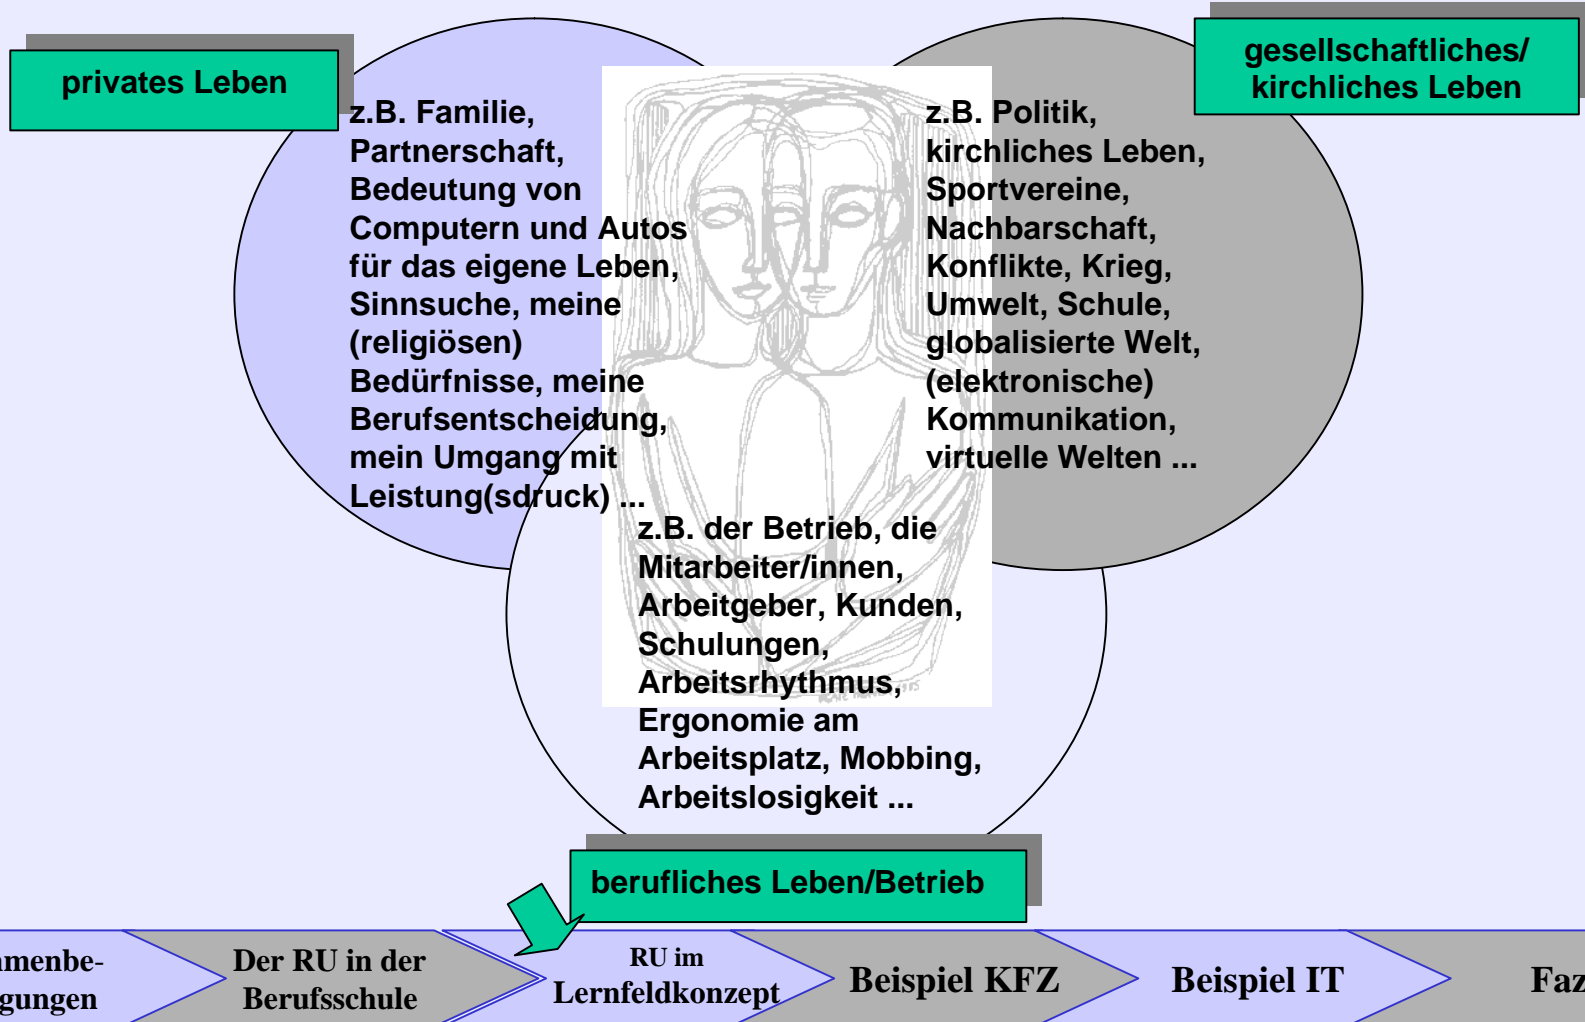 privates Leben
gesellschaftliches/
kirchliches Leben
z.B. Familie,
Partnerschaft,
Bedeutung von
Computern und Autos
für das eigene Leben,
Sinnsuche, meine
(religiösen)
Bedürfnisse, meine
Berufsentscheidung,
mein Umgang mit
Leistung(sdruck) ...
z.B. Politik,
kirchliches Leben,
Sportvereine,
Nachbarschaft,
Konflikte, Krieg,
Umwelt, Schule,
globalisierte Welt,
(elektronische)
Kommunikation,
virtuelle Welten ...
z.B. der Betrieb, die
Mitarbeiter/innen,
Arbeitgeber, Kunden,
Schulungen,
Arbeitsrhythmus,
Ergonomie am
Arbeitsplatz, Mobbing,
Arbeitslosigkeit ...
berufliches Leben/Betrieb
menbe-
gungen
Der RU in der
Berufsschule
RU im
Lernfeldkonzept
Beispiel KFZ
Beispiel IT
Faz